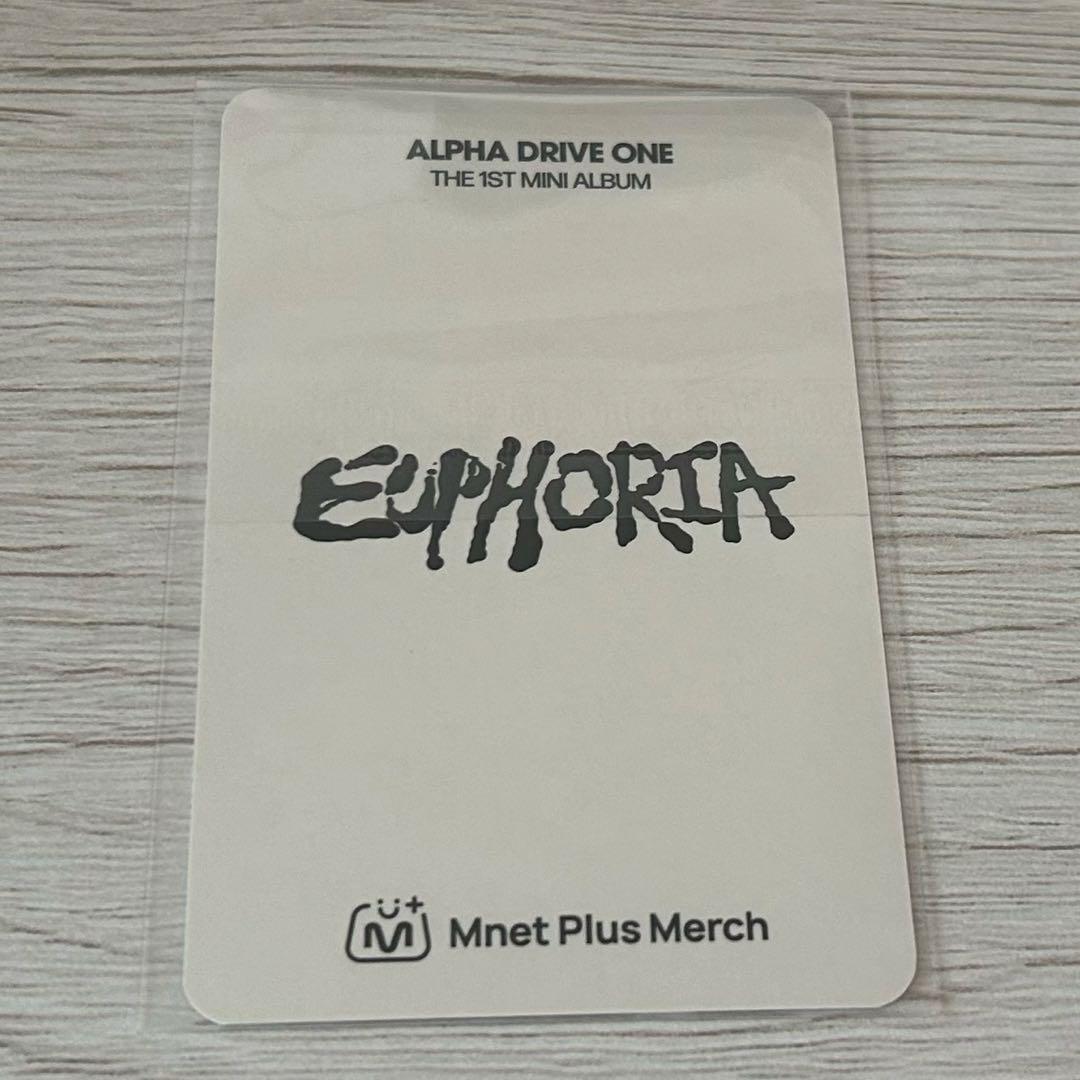 ALPHA DRIVE ONE
THE 1ST MINI ALBUM
EUPHORIA
Mnet Plus Merch